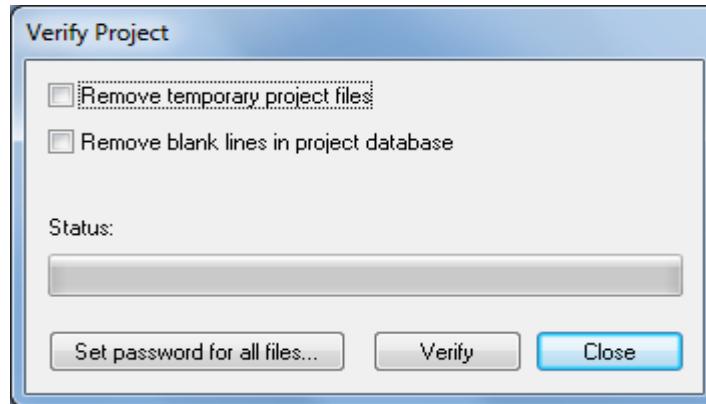 Verify Project
Remove temporary project files
Remove blank lines in project database
Status:
Set password for all files... Verify Close